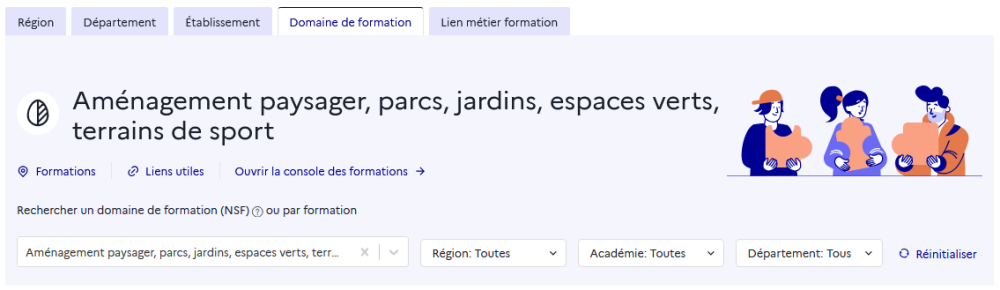 Région Département Établissement Domaine de formation Lien métier formation
Aménagement paysager, parcs, jardins, espaces verts,
terrains de sport
Formations Liens utiles Ouvrir la console des formations →
Rechercher un domaine de formation (NSF) ? ou par formation
Aménagement paysager, parcs, jardins, espaces verts, terr... Région: Toutes Académie: Toutes Département: Tous Réinitialiser